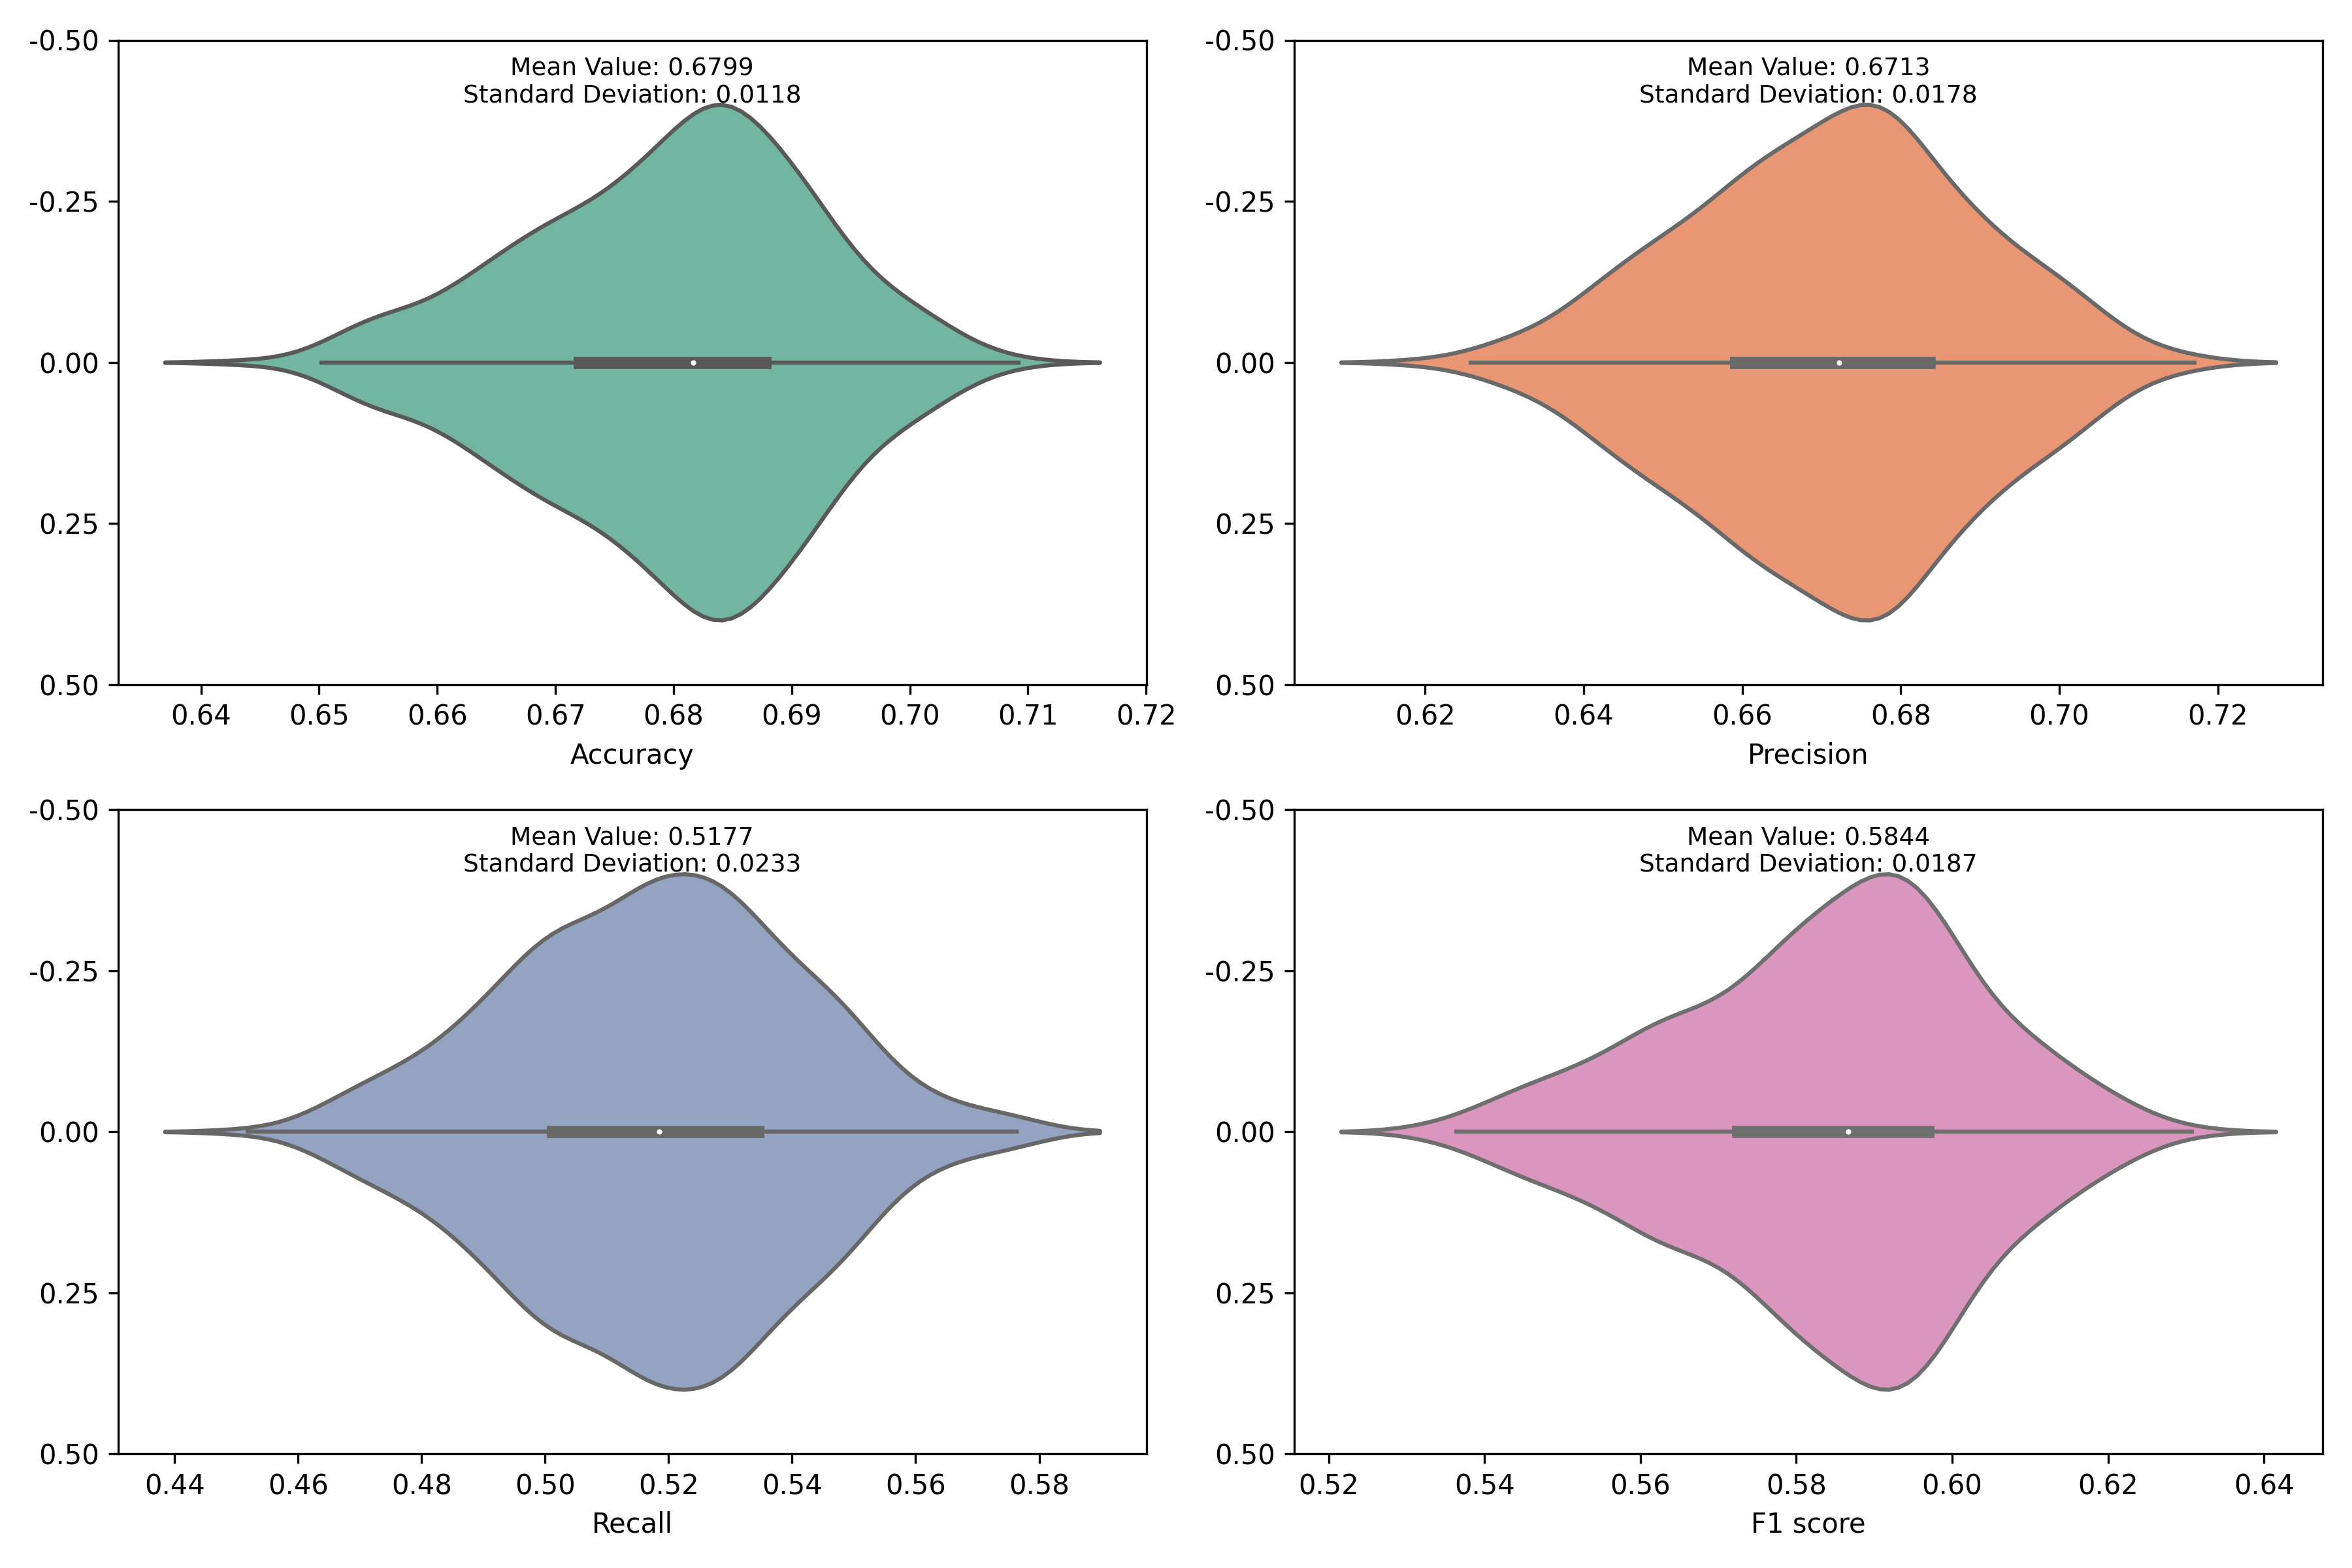 Mean Value: 0.6799
Standard Deviation: 0.0118
-0.50
-0.25
0.00
0.25
0.50
0.64 0.65 0.66 0.67 0.68 0.69 0.70 0.71 0.72
Accuracy
Mean Value: 0.6713
Standard Deviation: 0.0178
-0.50
-0.25
0.00
0.25
0.50
0.62 0.64 0.66 0.68 0.70 0.72
Precision
Mean Value: 0.5177
Standard Deviation: 0.0233
-0.50
-0.25
0.00
0.25
0.50
0.44 0.46 0.48 0.50 0.52 0.54 0.56 0.58
Recall
Mean Value: 0.5844
Standard Deviation: 0.0187
-0.50
-0.25
0.00
0.25
0.50
0.52 0.54 0.56 0.58 0.60 0.62 0.64
F1 score